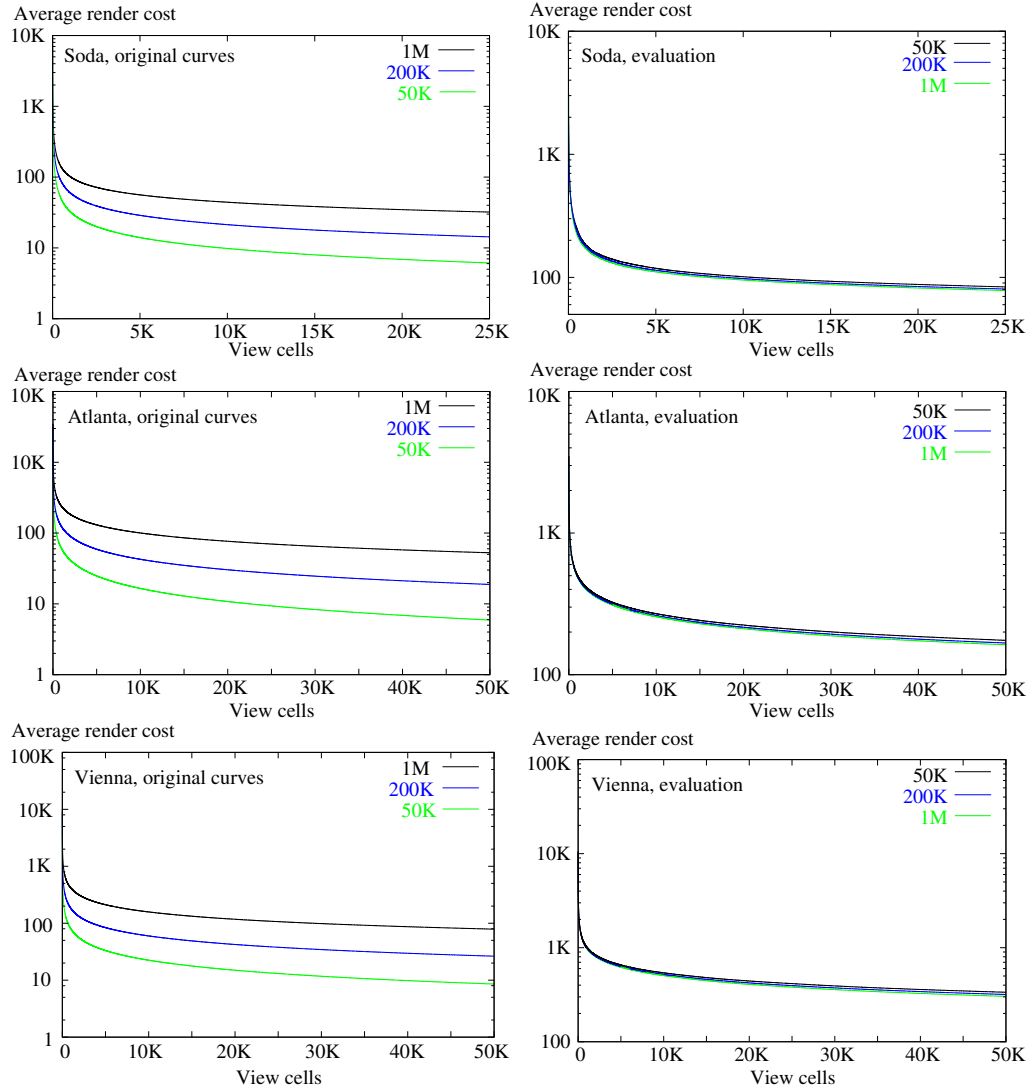 Average render cost
10K
1K
100
10
1
Soda, original curves
1M
200K
50K
0 5K 10K 15K 20K 25K
View cells
Average render cost
10K
1K
100
Soda, evaluation
50K
200K
1M
0 5K 10K 15K 20K 25K
View cells
Average render cost
10K
1K
100
10
1
Atlanta, original curves
1M
200K
50K
0 10K 20K 30K 40K 50K
View cells
Average render cost
10K
1K
100
Atlanta, evaluation
50K
200K
1M
0 10K 20K 30K 40K 50K
View cells
Average render cost
100K
10K
1K
100
10
1
Vienna, original curves
1M
200K
50K
0 10K 20K 30K 40K 50K
View cells
Average render cost
100K
10K
1K
100
Vienna, evaluation
50K
200K
1M
0 10K 20K 30K 40K 50K
View cells